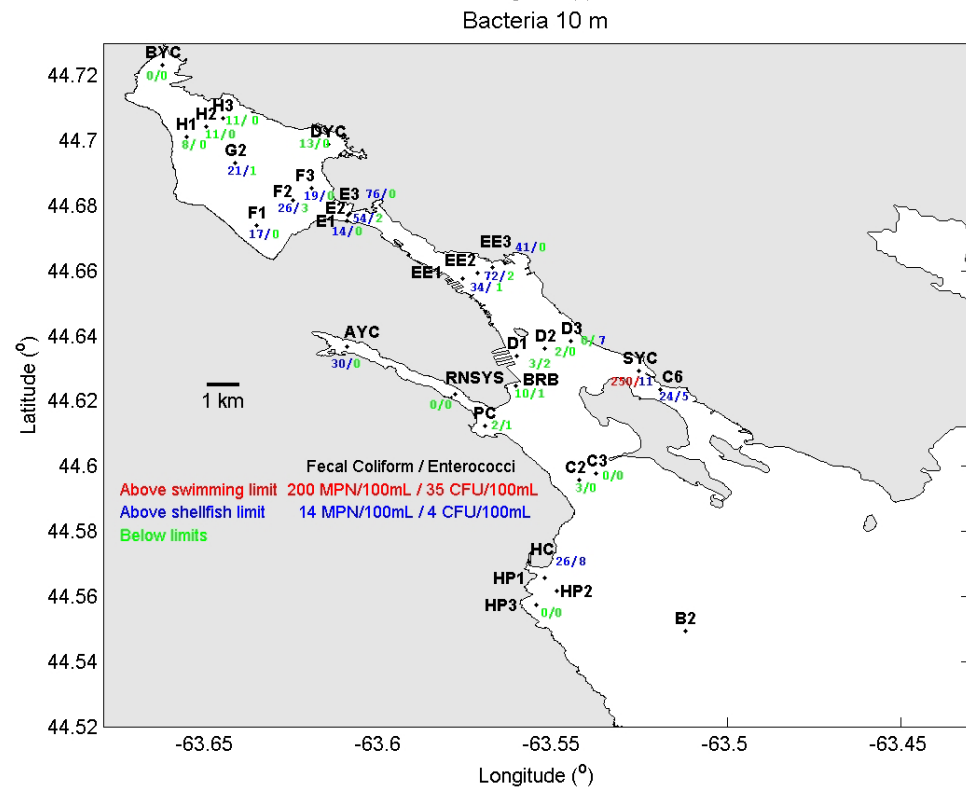 Bacteria 10 m
44.72
44.7
44.68
44.66
44.64
44.62
44.6
44.58
44.56
44.54
44.52
Latitude (o)
BYC
0/0
H3
11/ 0
H2
11/0
H1
8/ 0
DYC
13/0
G2
21/1
F3
19/0
F2
26/ 3
F1
17/0
E3
76/0
E2
54/2
E1
14/0
EE3
41/0
EE2
72/2
EE1
34/ 1
D3
0/ 7
D2
2/0
D1
3/2
AYC
30/0
SYC
250/11
C6
24/5
RNSYS
0/0
BRB
10/1
PC
2/1
C3
0/0
C2
3/0
1 km
Fecal Coliform / Enterococci
Above swimming limit 200 MPN/100mL / 35 CFU/100mL
Above shellfish limit 14 MPN/100mL / 4 CFU/100mL
Below limits
HC
26/8
HP1
HP2
HP3
0/0
B2
-63.65
-63.6
-63.55
-63.5
-63.45
Longitude (o)